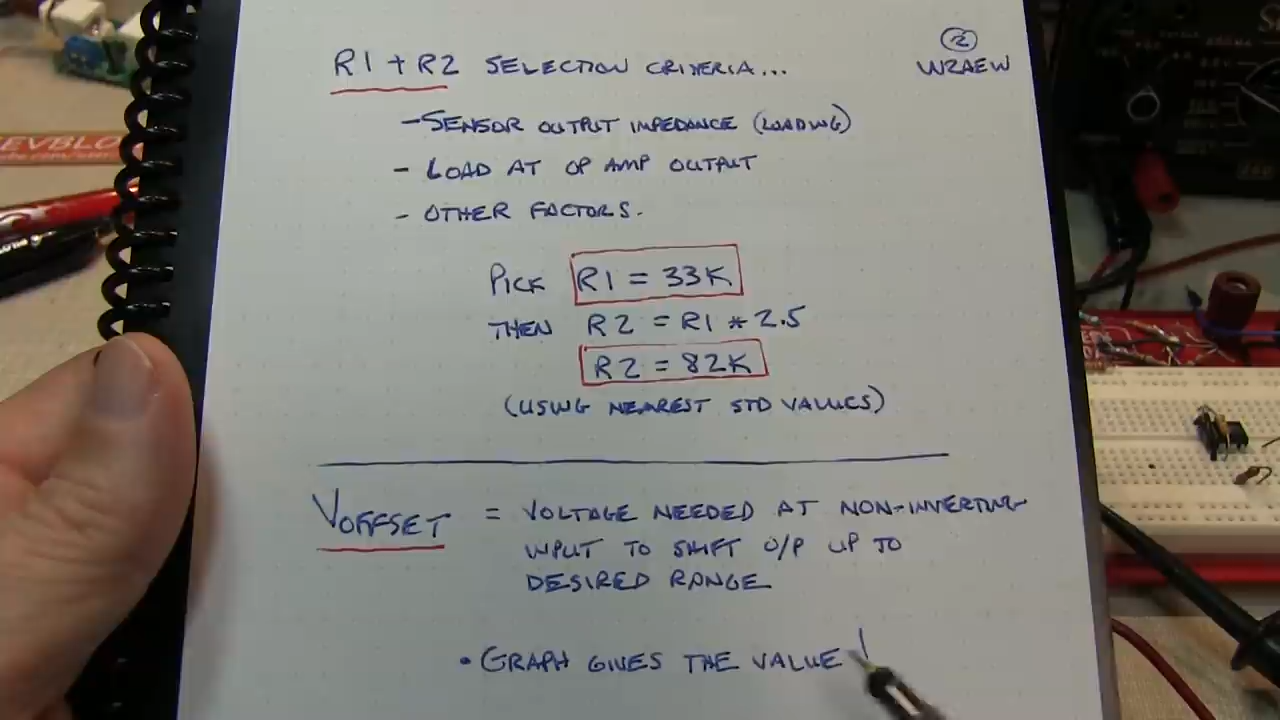 R1 + R2 SELECTION CRITERIA...
②
W2AEW
- SENSOR OUTPUT IMPEDANCE (LOADING)
- LOAD AT OP AMP OUTPUT
- OTHER FACTORS.
PICK R1 = 33K
THEN R2 = R1 * 2.5
R2 = 82K
(USING NEAREST STD VALUES)
VOFFSET = VOLTAGE NEEDED AT NON-INVERTING
INPUT TO SHIFT O/P UP TO
DESIRED RANGE
• GRAPH GIVES THE VALUE!
EVBLO